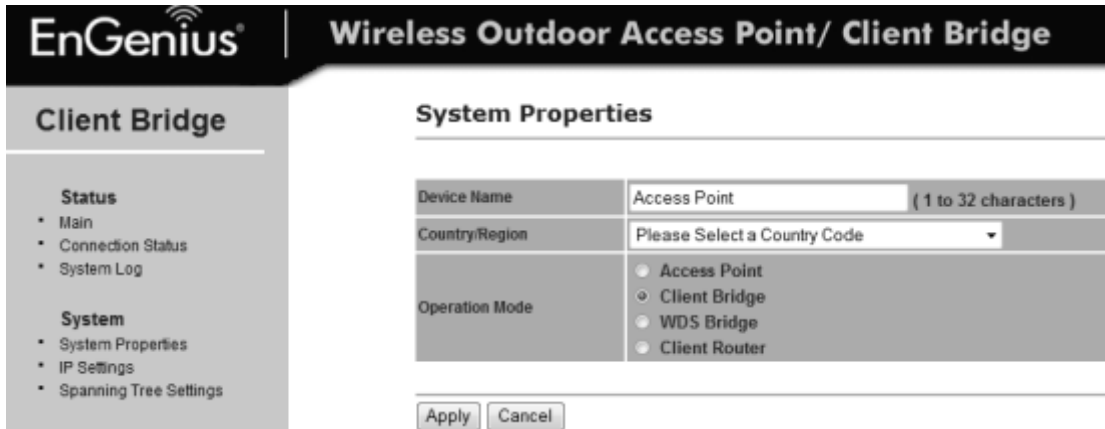 EnGenius® Wireless Outdoor Access Point/ Client Bridge
Client Bridge
Status
Main
Connection Status
System Log
System
System Properties
IP Settings
Spanning Tree Settings
System Properties
Device Name Access Point ( 1 to 32 characters )
Country/Region Please Select a Country Code
Operation Mode
Access Point
Client Bridge
WDS Bridge
Client Router
Apply Cancel